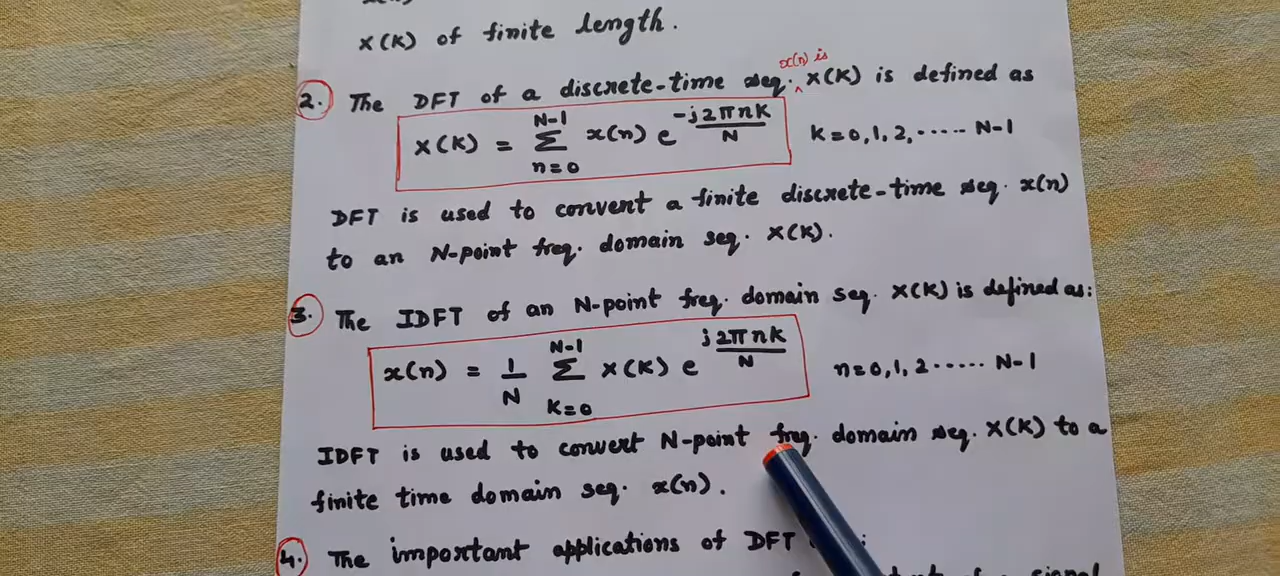 X(K) of finite length.
2. The DFT of a discrete-time seq. x(n) is X(K) is defined as
X(K) = N-1 Σ n=0 x(n) e -j2πnK/N K=0,1,2,..... N-1
DFT is used to convent a finite discrete-time seq. x(n)
to an N-point freq. domain seq. X(K).
3. The IDFT of an N-point freq. domain seq. X(K) is defined as:
x(n) = 1/N N-1 Σ K=0 X(K) e j2πnK/N n=0,1,2..... N-1
IDFT is used to convert N-point freq. domain seq. X(K) to a
finite time domain seq. x(n).
4. The important applications of DFT